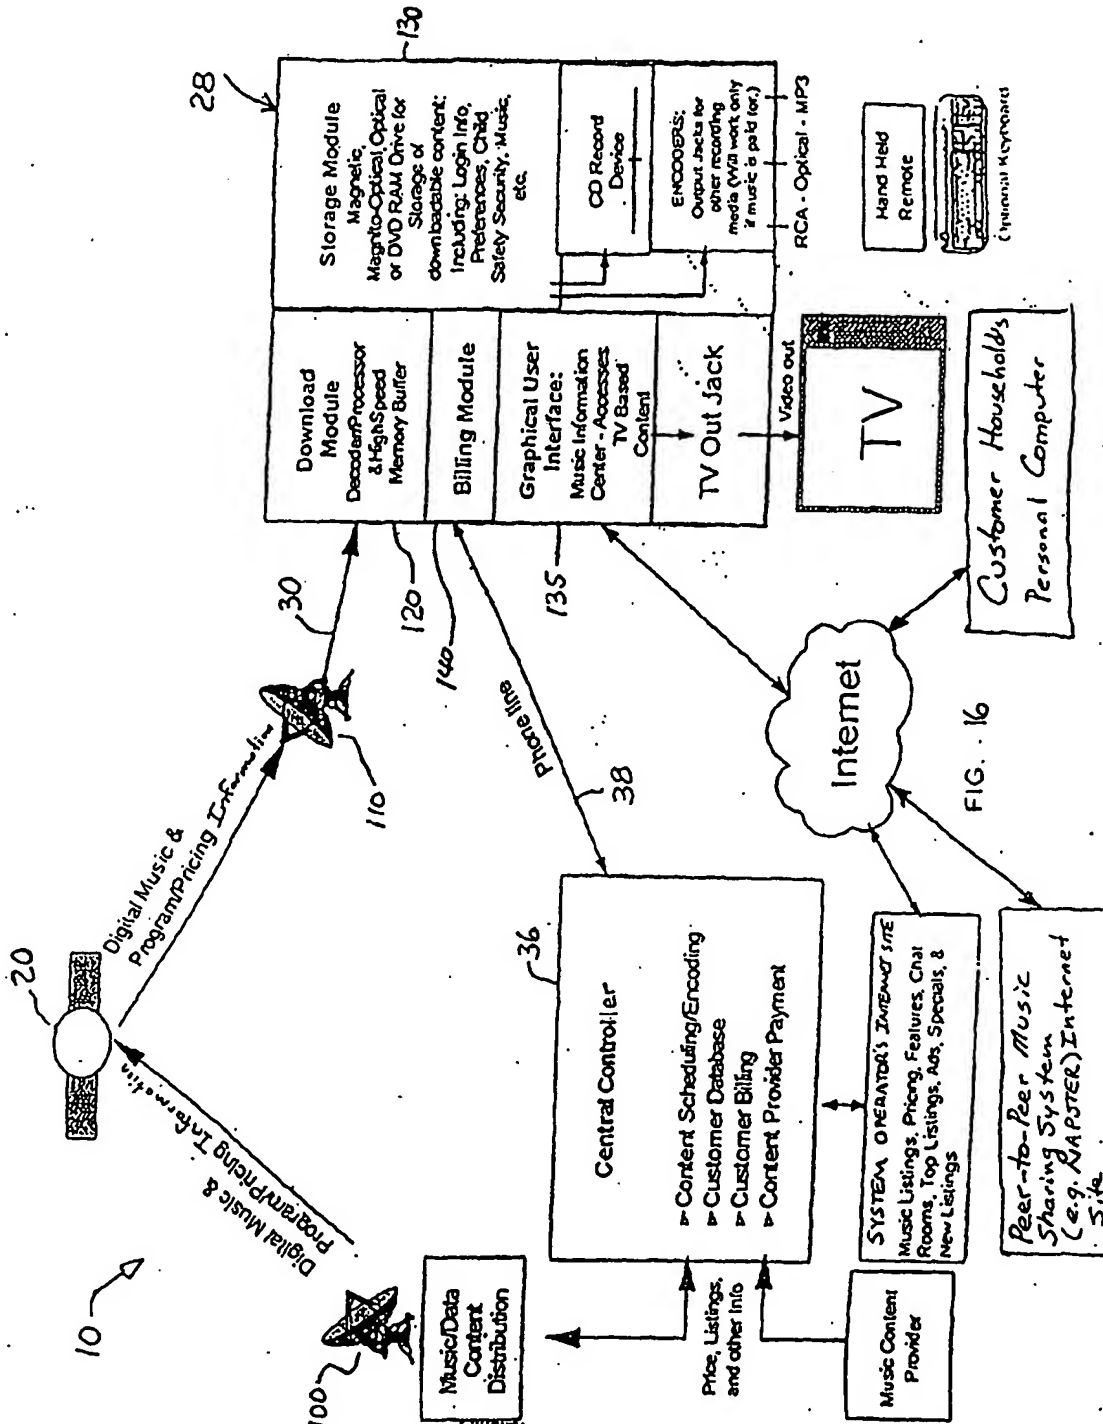 10
20
Digital Music &
Program/Pricing Information
Digital Music &
Program/Pricing Information
100
110
30
Music/Data
Content
Distribution
28
130
Download
Module
Decoder/Processor
& High Speed
Memory Buffer
120
Billing Module
140
Graphical User
Interface:
Music Information
Center - Accesses
TV Based
Content
135
TV Out Jack
Storage Module
Magnetic,
Magnito-Optical, Optical
or DVD RAM Drive for
Storage of
downloadable content:
Including: Login Info,
Preferences, Child
Safety Security, Music,
etc.
CD Record
Device
ENCODERS:
Output Jacks for
other recording
media (Will work only
if music is paid for.)
RCA - Optical - MP3
Video out
TV
Hand Held
Remote
Optional Keyboard
Phone line
38
36
Central Controller
▷ Content Scheduling/Encoding
▷ Customer Database
▷ Customer Billing
▷ Content Provider Payment
Price, Listings,
and other Info
Music Content
Provider
SYSTEM OPERATOR'S INTERNET SITE
Music Listings, Pricing, Features, Chat
Rooms, Top Listings, Ads, Specials, &
New Listings
Peer-to-Peer Music
Sharing System
(e.g. NAPSTER) Internet
Site
Internet
Customer Household's
Personal Computer
FIG. 16